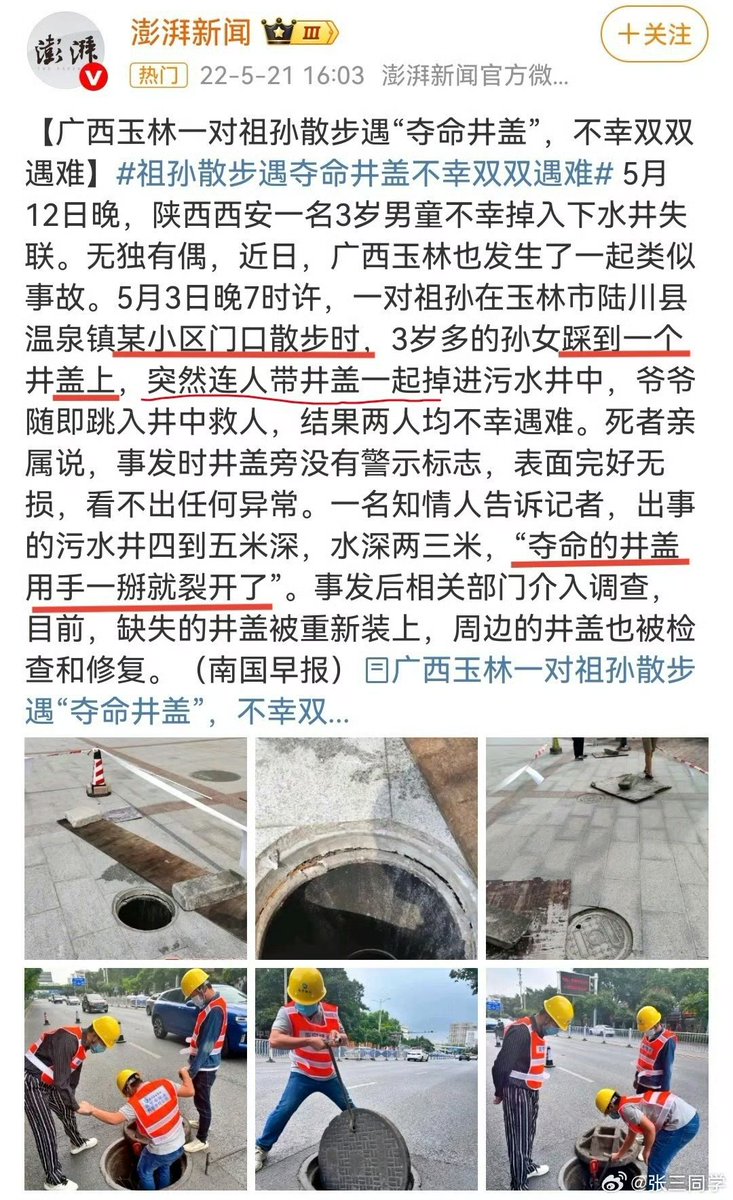 澎湃
澎湃新闻
III
+关注
V
热门
22-5-21 16:03 澎湃新闻官方微...
【广西玉林一对祖孙散步遇“夺命井盖”，不幸双双
遇难】#祖孙散步遇夺命井盖不幸双双遇难# 5月
12日晚，陕西西安一名3岁男童不幸掉入下水井失
联。无独有偶，近日，广西玉林也发生了一起类似
事故。5月3日晚7时许，一对祖孙在玉林市陆川县
温泉镇某小区门口散步时，3岁多的孙女踩到一个
井盖上，突然连人带井盖一起掉进污水井中，爷爷
随即跳入井中救人，结果两人均不幸遇难。死者亲
属说，事发时井盖旁没有警示标志，表面完好无
损，看不出任何异常。一名知情人告诉记者，出事
的污水井四到五米深，水深两三米，“夺命的井盖
用手一掰就裂开了”。事发后相关部门介入调查，
目前，缺失的井盖被重新装上，周边的井盖也被检
查和修复。（南国早报）广西玉林一对祖孙散步
遇“夺命井盖”，不幸双...
@张三同学